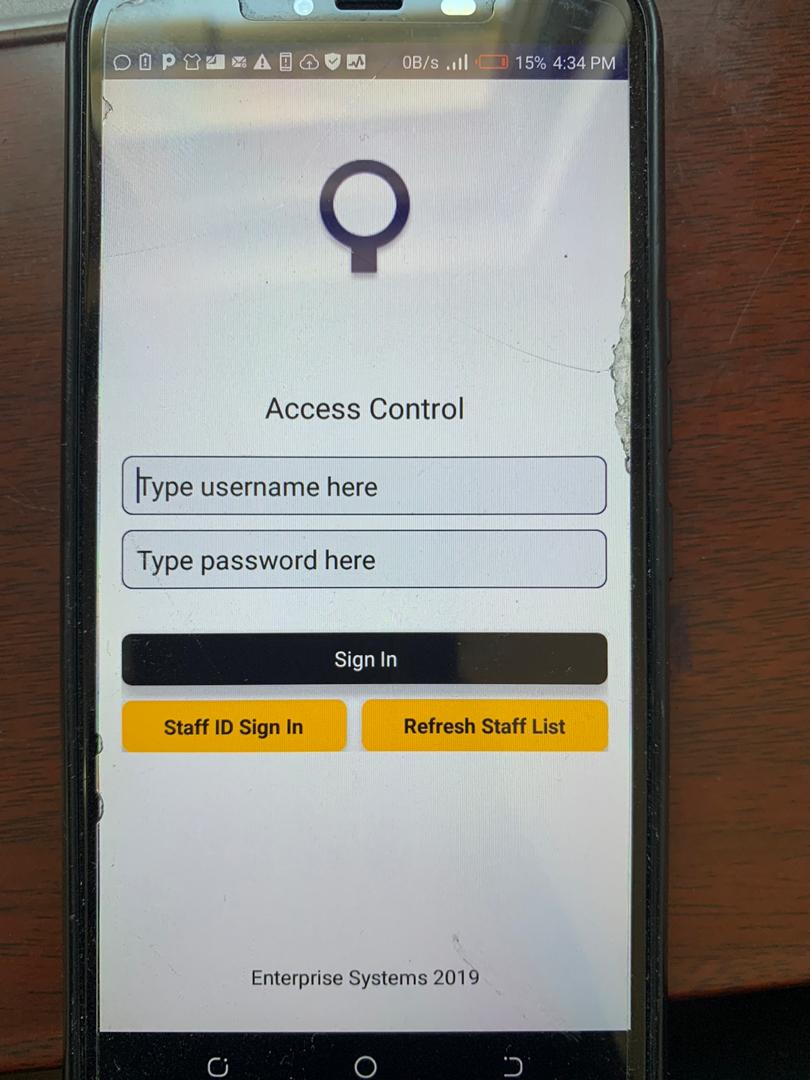 0B/s 15% 4:34 PM
Access Control
Type username here
Type password here
Sign In
Staff ID Sign In
Refresh Staff List
Enterprise Systems 2019